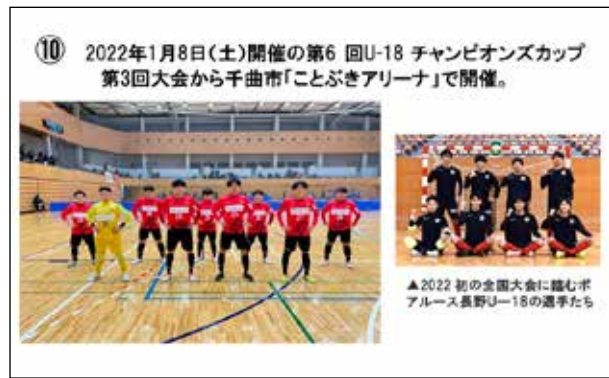 ⑩ 2022年1月8日(土)開催の第6 回U-18 チャンピオンズカップ
第3回大会から千曲市「ことぶきアリーナ」で開催。
▲2022 初の全国大会に臨むボ
アルース長野Uー18の選手たち